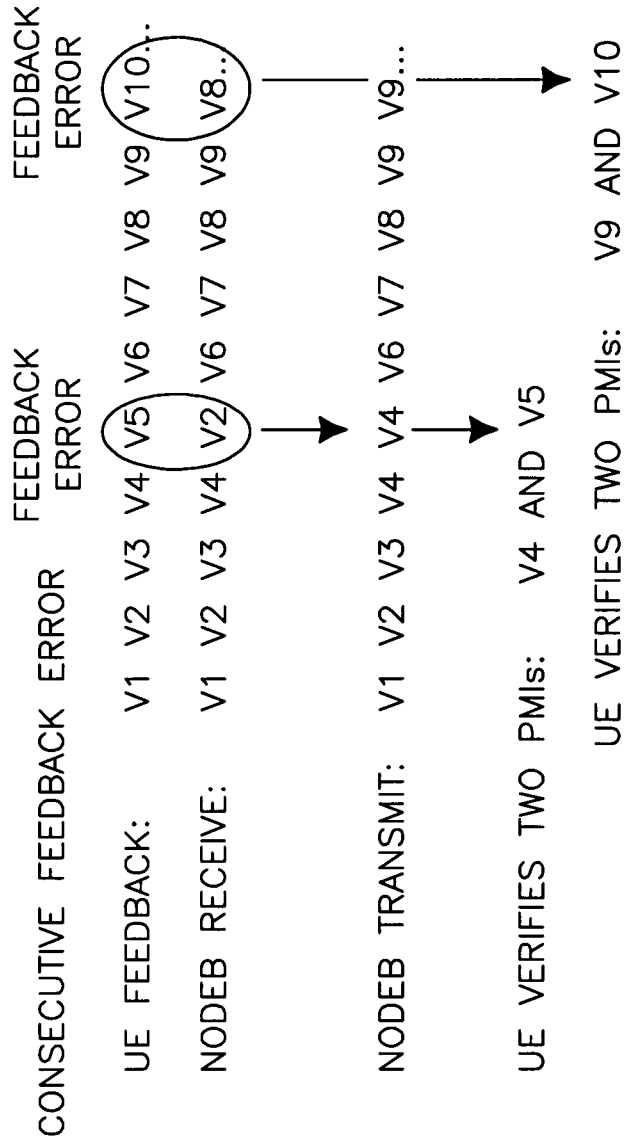 CONSECUTIVE FEEDBACK ERROR
FEEDBACK ERROR
FEEDBACK ERROR
UE FEEDBACK: V1 V2 V3 V4 V5 V6 V7 V8 V9 V10...
NODEB RECEIVE: V1 V2 V3 V4 V2 V6 V7 V8 V9 V8...
NODEB TRANSMIT: V1 V2 V3 V4 V4 V6 V7 V8 V9 V9...
UE VERIFIES TWO PMIs: V4 AND V5
UE VERIFIES TWO PMIs: V9 AND V10